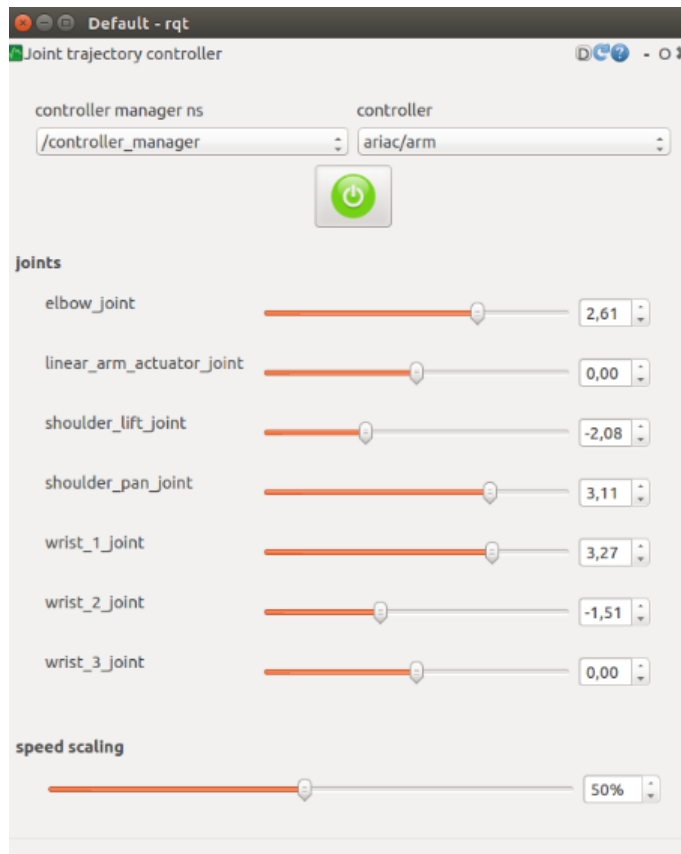 Default - rqt
Joint trajectory controller D ? - O
controller manager ns controller
/controller_manager ariac/arm
joints
elbow_joint 2,61
linear_arm_actuator_joint 0,00
shoulder_lift_joint -2,08
shoulder_pan_joint 3,11
wrist_1_joint 3,27
wrist_2_joint -1,51
wrist_3_joint 0,00
speed scaling
50%